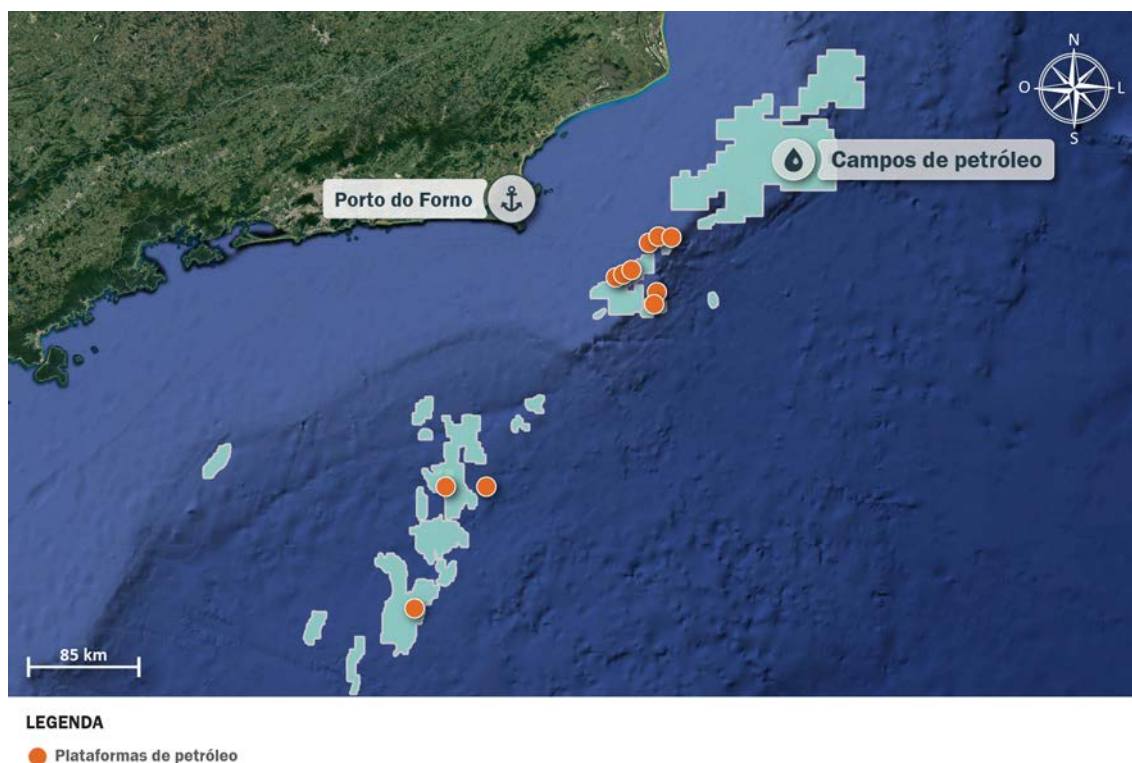 N
O
L
S
Campos de petróleo
Porto do Forno
85 km
LEGENDA
Plataformas de petróleo